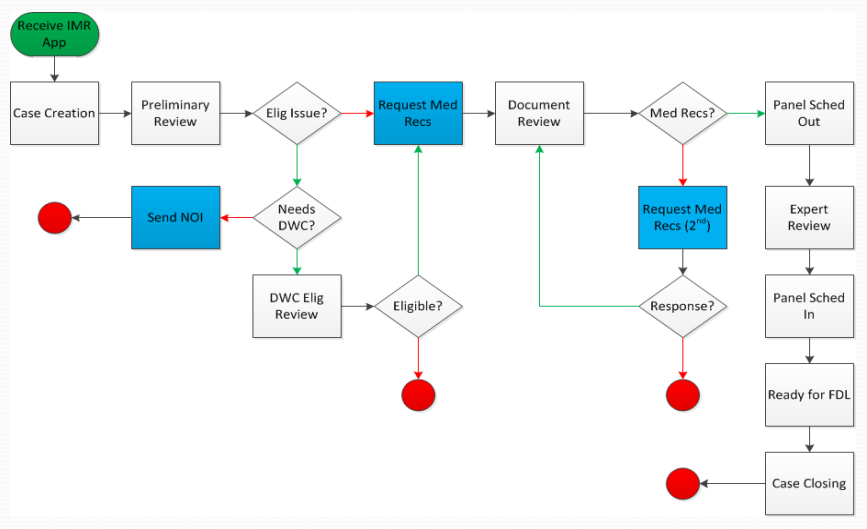 Receive IMR
App
Case Creation
Preliminary
Review
Elig Issue?
Request Med
Recs
Document
Review
Med Recs?
Panel Sched
Out
Send NOI
Needs
DWC?
Request Med
Recs (2nd)
Expert
Review
DWC Elig
Review
Eligible?
Response?
Panel Sched
In
Ready for FDL
Case Closing